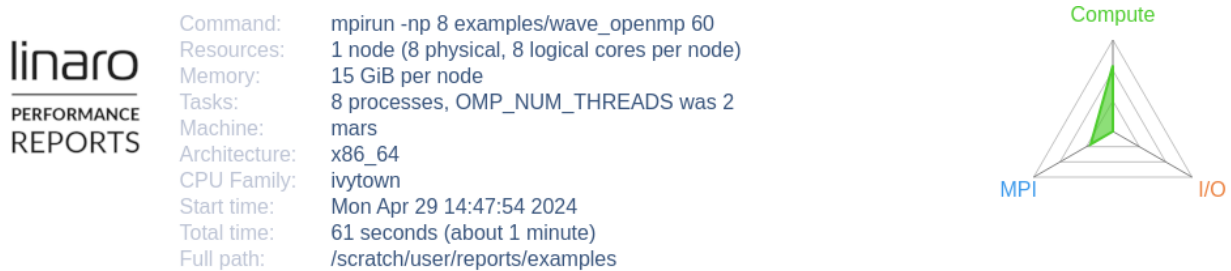 linaro
PERFORMANCE
REPORTS
Command: mpirun -np 8 examples/wave_openmp 60
Resources: 1 node (8 physical, 8 logical cores per node)
Memory: 15 GiB per node
Tasks: 8 processes, OMP_NUM_THREADS was 2
Machine: mars
Architecture: x86_64
CPU Family: ivytown
Start time: Mon Apr 29 14:47:54 2024
Total time: 61 seconds (about 1 minute)
Full path: /scratch/user/reports/examples
Compute
MPI
I/O